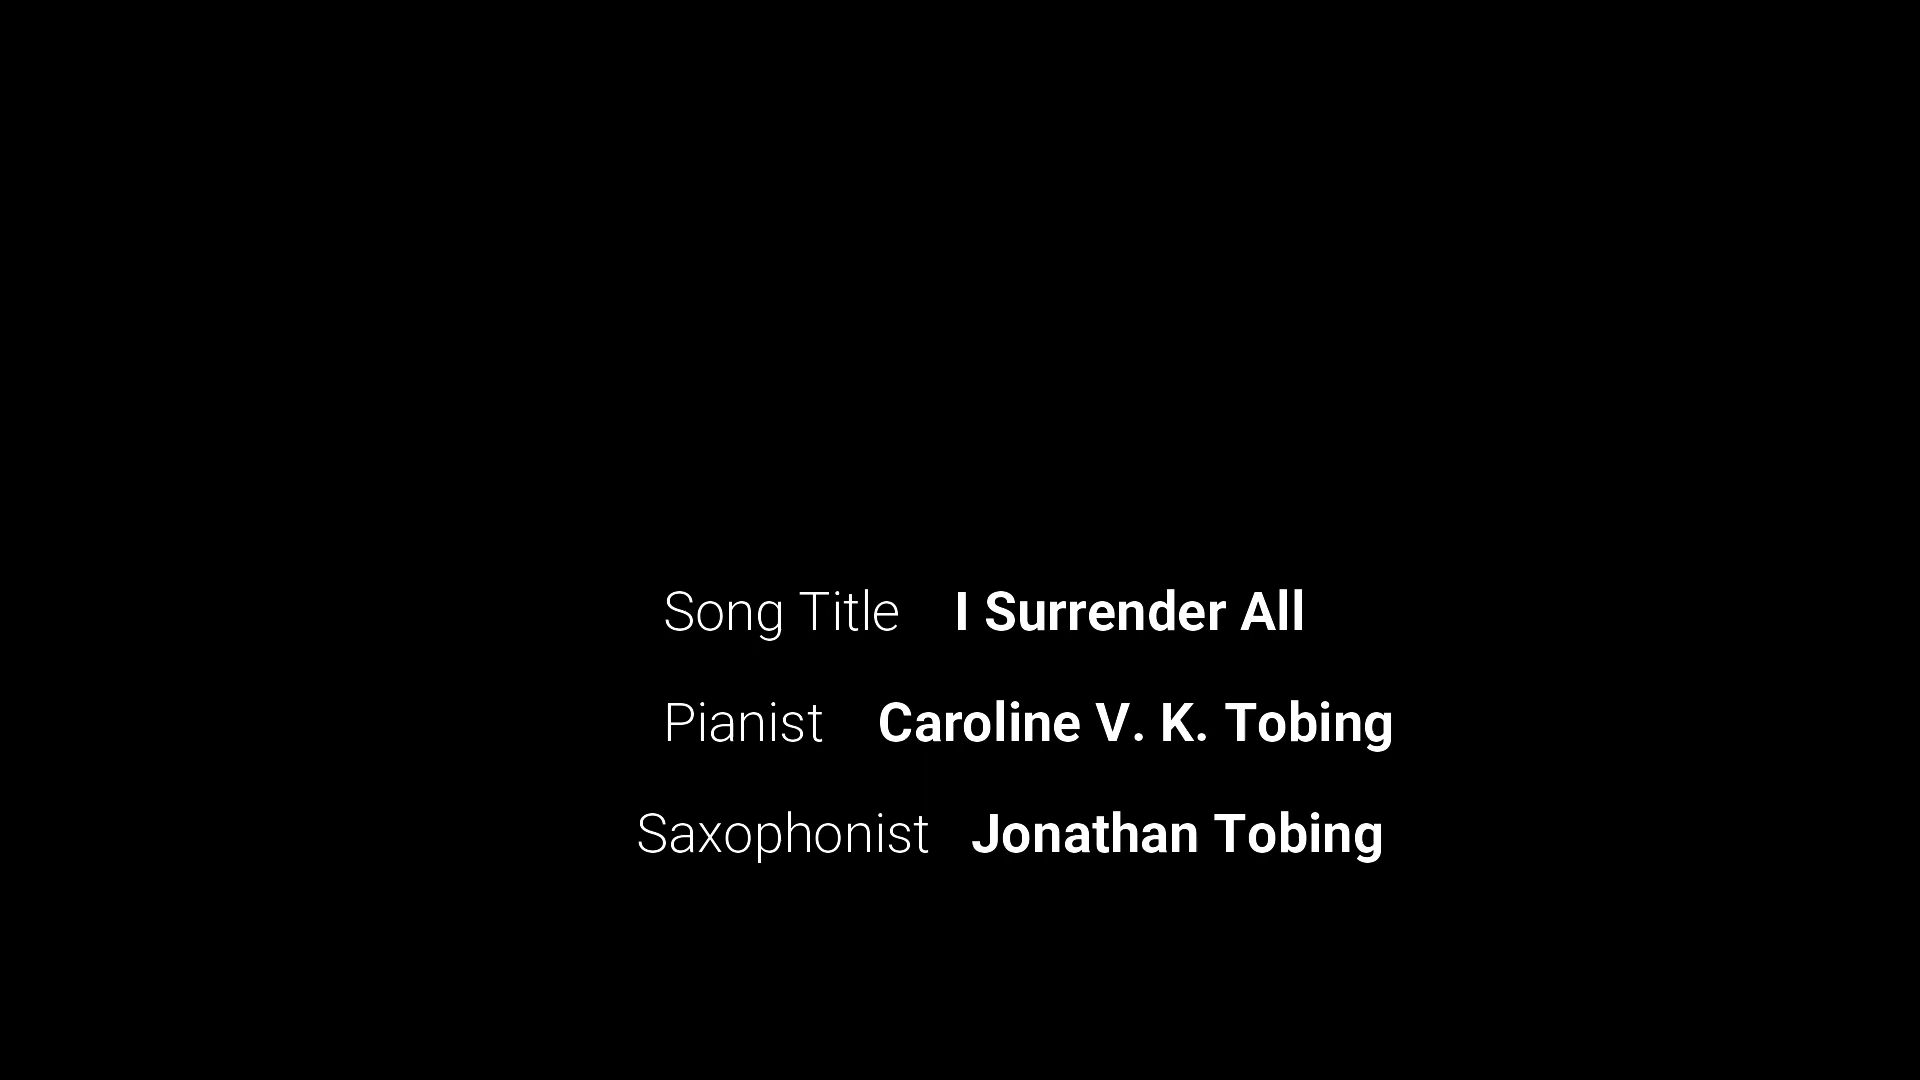 Song Title I Surrender All
Pianist Caroline V. K. Tobing
Saxophonist Jonathan Tobing